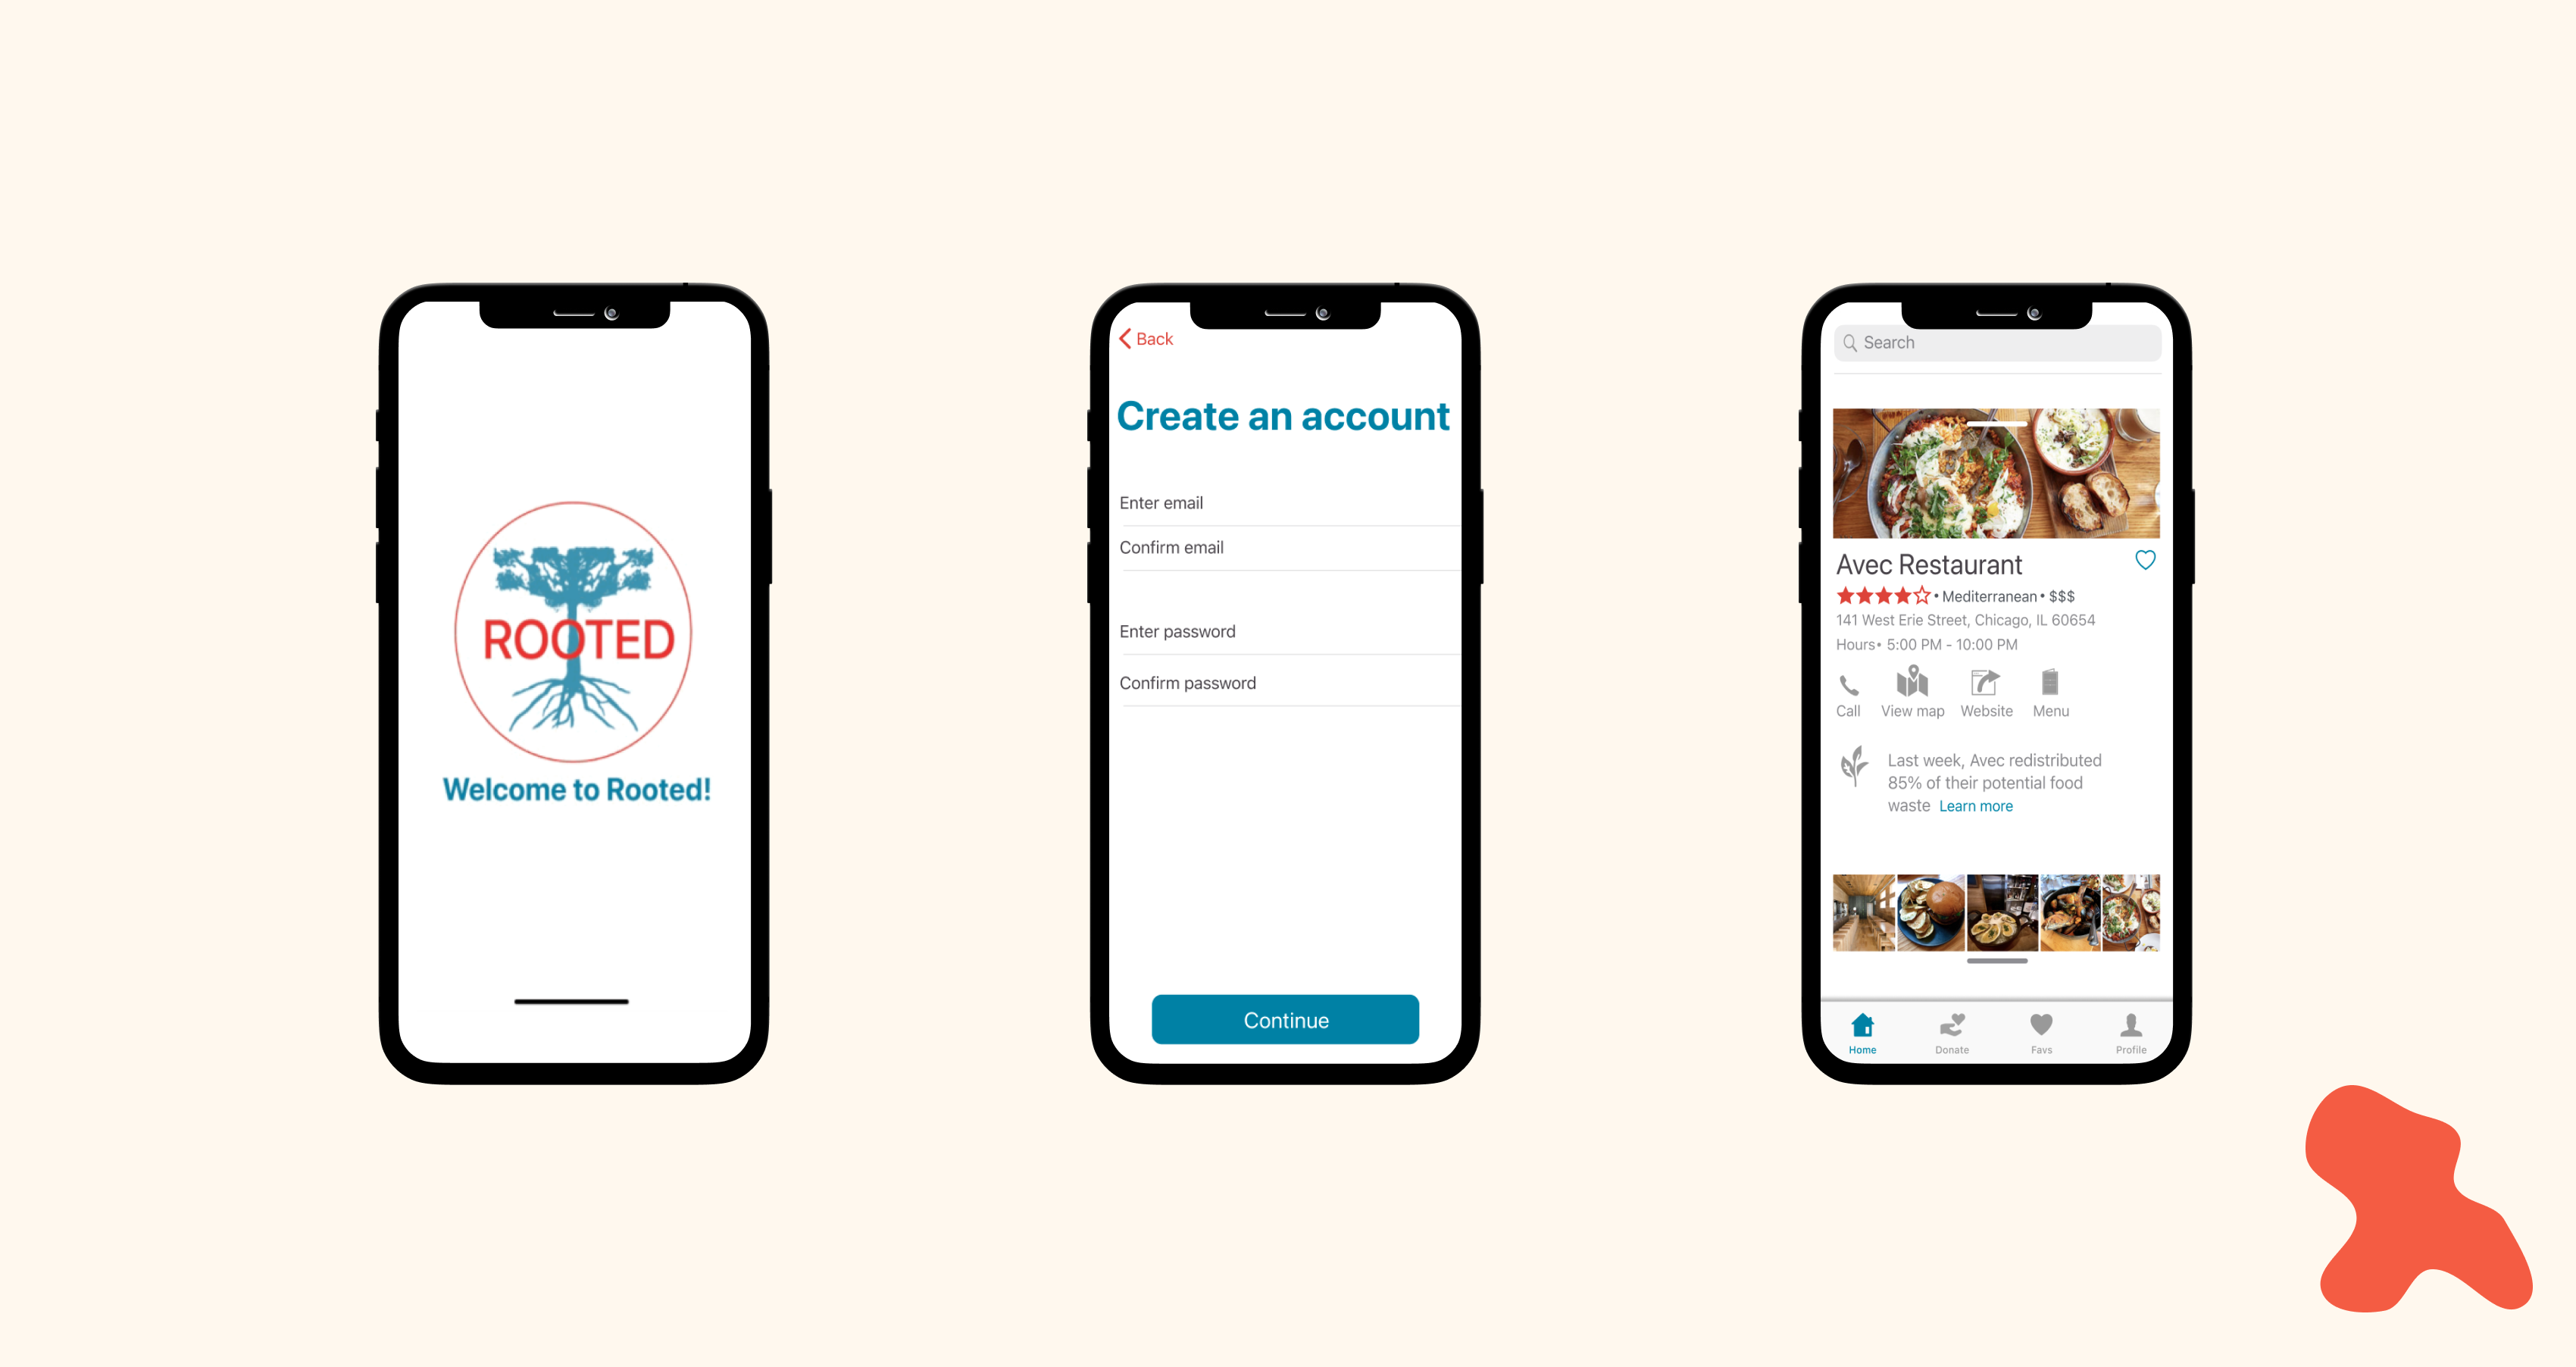 ROOTED
Welcome to Rooted!
Back
Create an account
Enter email
Confirm email
Enter password
Confirm password
Continue
Search
Avec Restaurant
• Mediterranean • $$$
141 West Erie Street, Chicago, IL 60654
Hours• 5:00 PM - 10:00 PM
Call View map Website Menu
Last week, Avec redistributed
85% of their potential food
waste Learn more
Home Donate Favs Profile